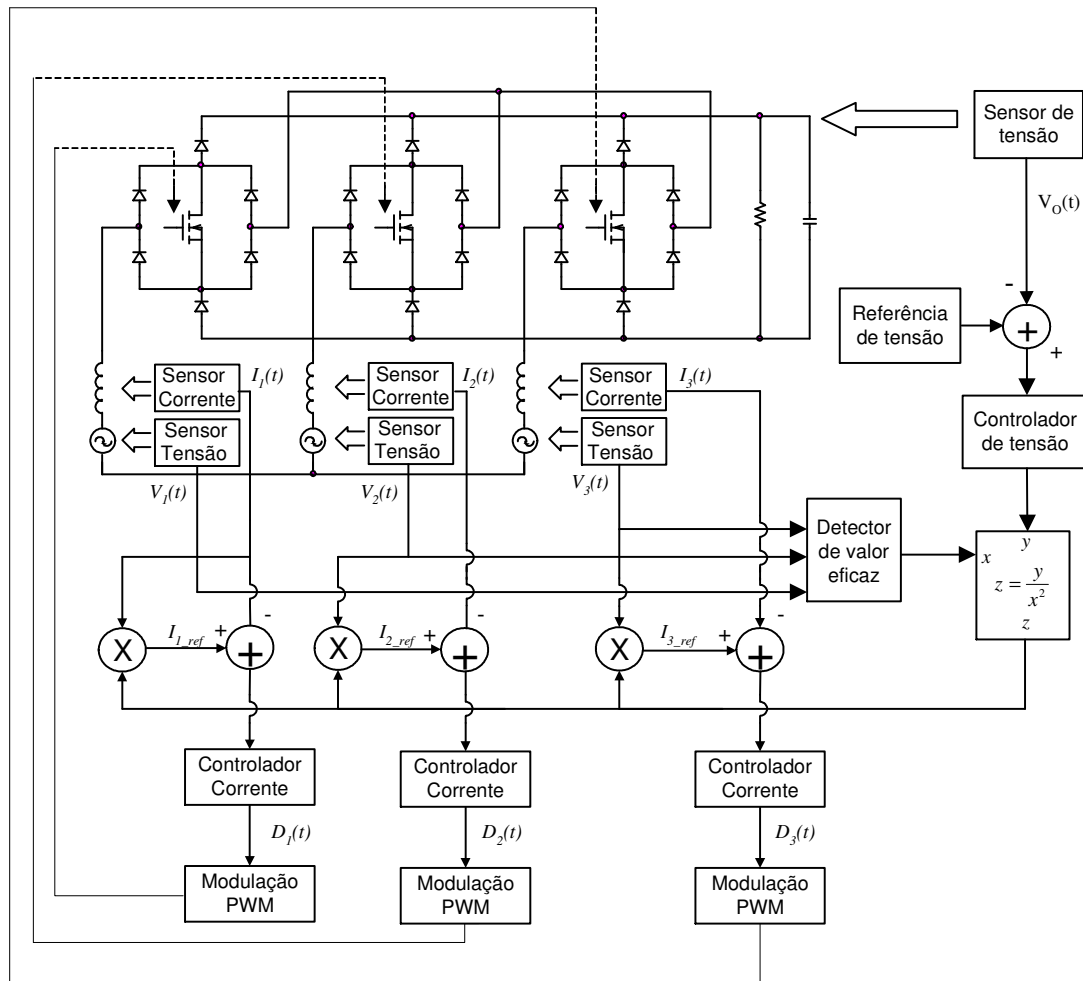 Sensor de
tensão
V_O(t)
-
Referência
de tensão
+
+
Sensor
Corrente
I_1(t)
Sensor
Corrente
I_2(t)
Sensor
Corrente
I_3(t)
Sensor
Tensão
Sensor
Tensão
Sensor
Tensão
Controlador
de tensão
V_1(t)
V_2(t)
V_3(t)
Detector
de valor
eficaz
y
x
z = y/x^2
z
-
-
-
X
I_1_ref
+
+
X
I_2_ref
+
+
X
I_3_ref
+
+
Controlador
Corrente
Controlador
Corrente
Controlador
Corrente
D_1(t)
D_2(t)
D_3(t)
Modulação
PWM
Modulação
PWM
Modulação
PWM